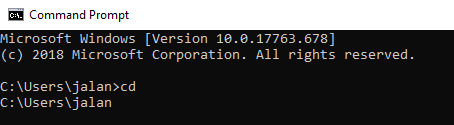 Command Prompt
Microsoft Windows [Version 10.0.17763.678]
(c) 2018 Microsoft Corporation. All rights reserved.
C:\Users\jalan>cd
C:\Users\jalan